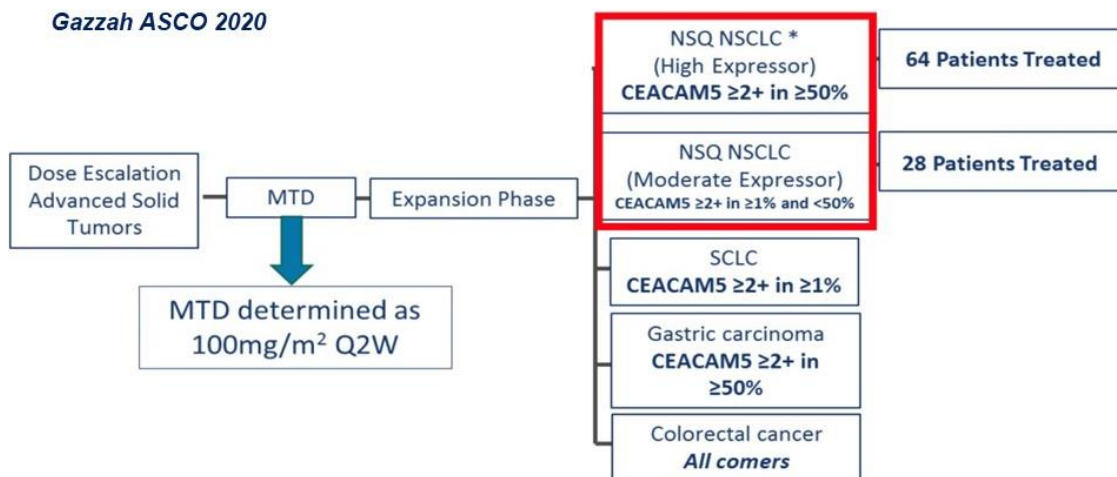 Gazzah ASCO 2020
Dose Escalation
Advanced Solid
Tumors
MTD
Expansion Phase
MTD determined as
100mg/m² Q2W
NSQ NSCLC *
(High Expressor)
CEACAM5 ≥2+ in ≥50%
64 Patients Treated
NSQ NSCLC
(Moderate Expressor)
CEACAM5 ≥2+ in ≥1% and <50%
28 Patients Treated
SCLC
CEACAM5 ≥2+ in ≥1%
Gastric carcinoma
CEACAM5 ≥2+ in
≥50%
Colorectal cancer
All comers